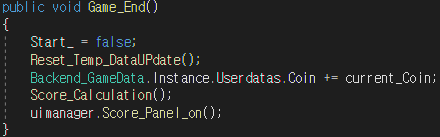 public void Game_End()
{
Start_ = false;
Reset_Temp_DataUPdate();
Backend_GameData.Instance.Userdatas.Coin += current_Coin;
Score_Calculation();
uimanager.Score_Panel_on();
}